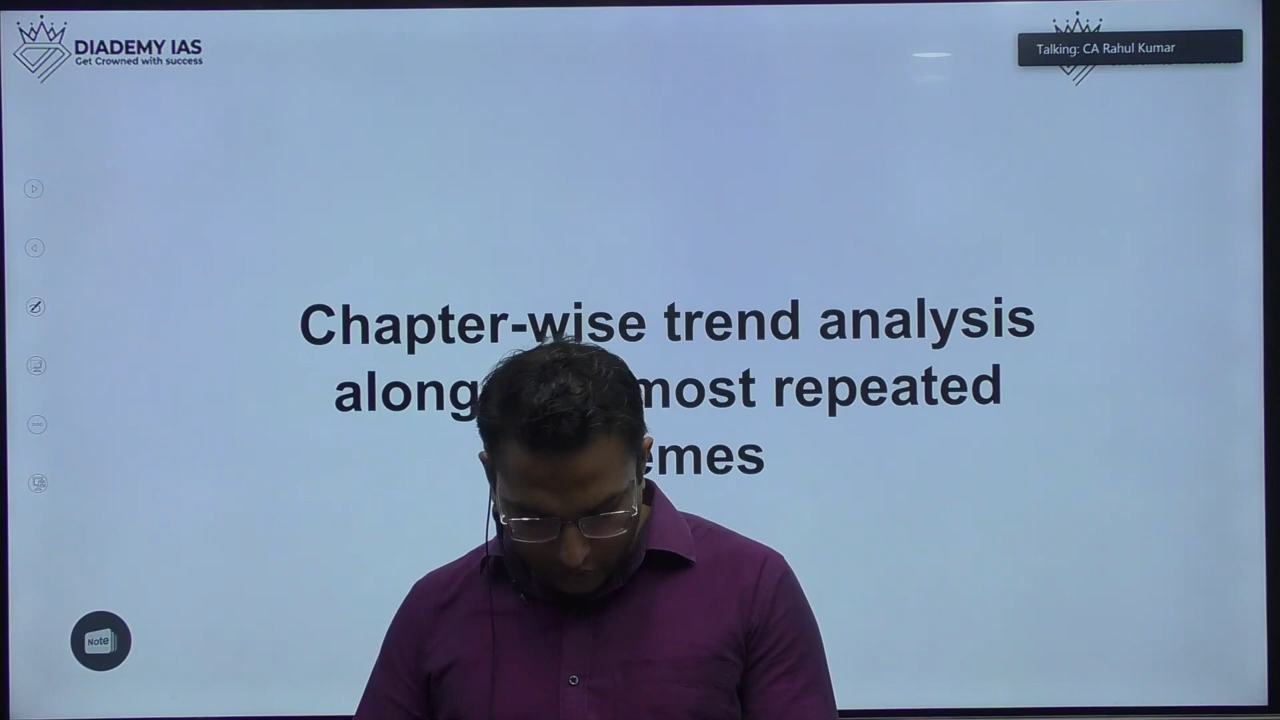 DIADEMY IAS
Get Crowned with success
Talking: CA Rahul Kumar
Chapter-wise trend analysis
along most repeated
emes
Note